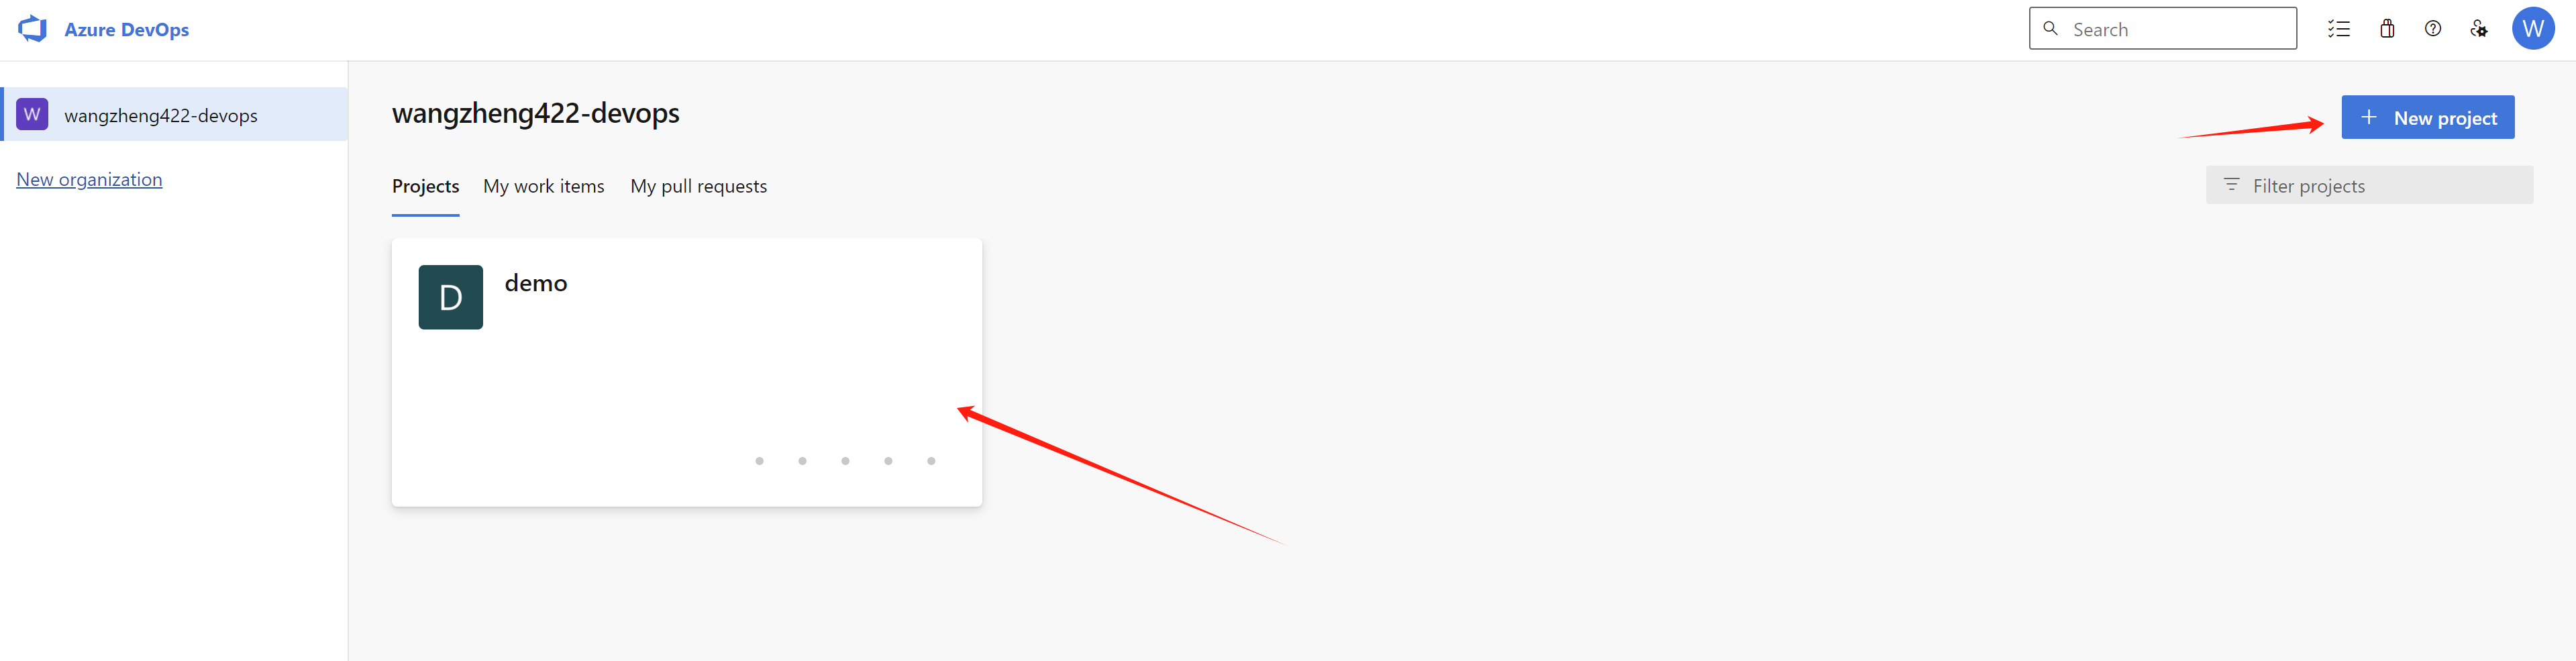 Azure DevOps
Search
W
W
wangzheng422-devops
New organization
wangzheng422-devops
New project
Projects
My work items
My pull requests
Filter projects
D
demo